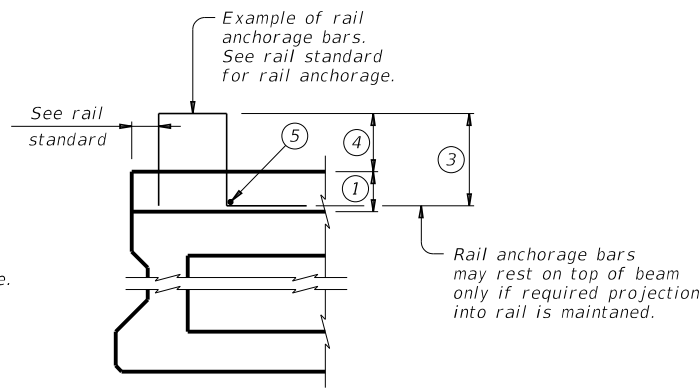 Example of rail
anchorage bars.
See rail standard
for rail anchorage.
See rail
standard
5
4
3
1
e.
Rail anchorage bars
may rest on top of beam
only if required projection
into rail is maintaned.